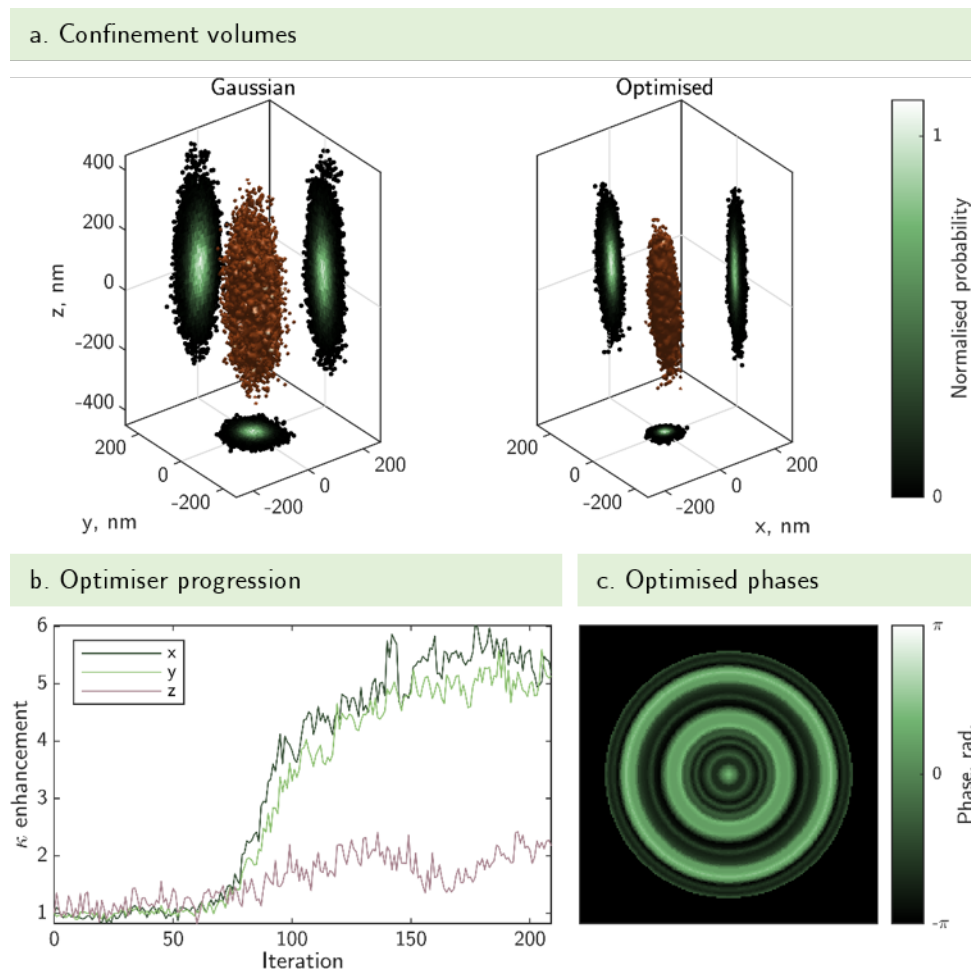 a. Confinement volumes
Gaussian
Optimised
400
200
0
-200
-400
z, nm
200
0
-200
y, nm
-200
0
200
200
0
-200
-200
0
200
x, nm
1
0
Normalised probability
b. Optimiser progression
c. Optimised phases
6
5
4
3
2
1
κ enhancement
x
y
z
0
50
100
150
200
Iteration
π
0
-π
Phase, rad.